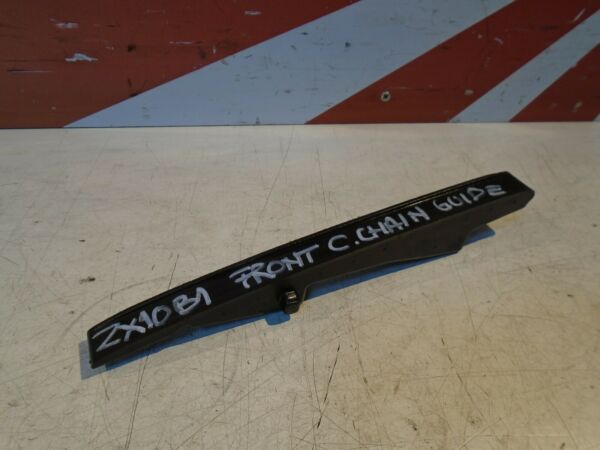 ZX10B1 FRONT C.CHAIN GUIDE